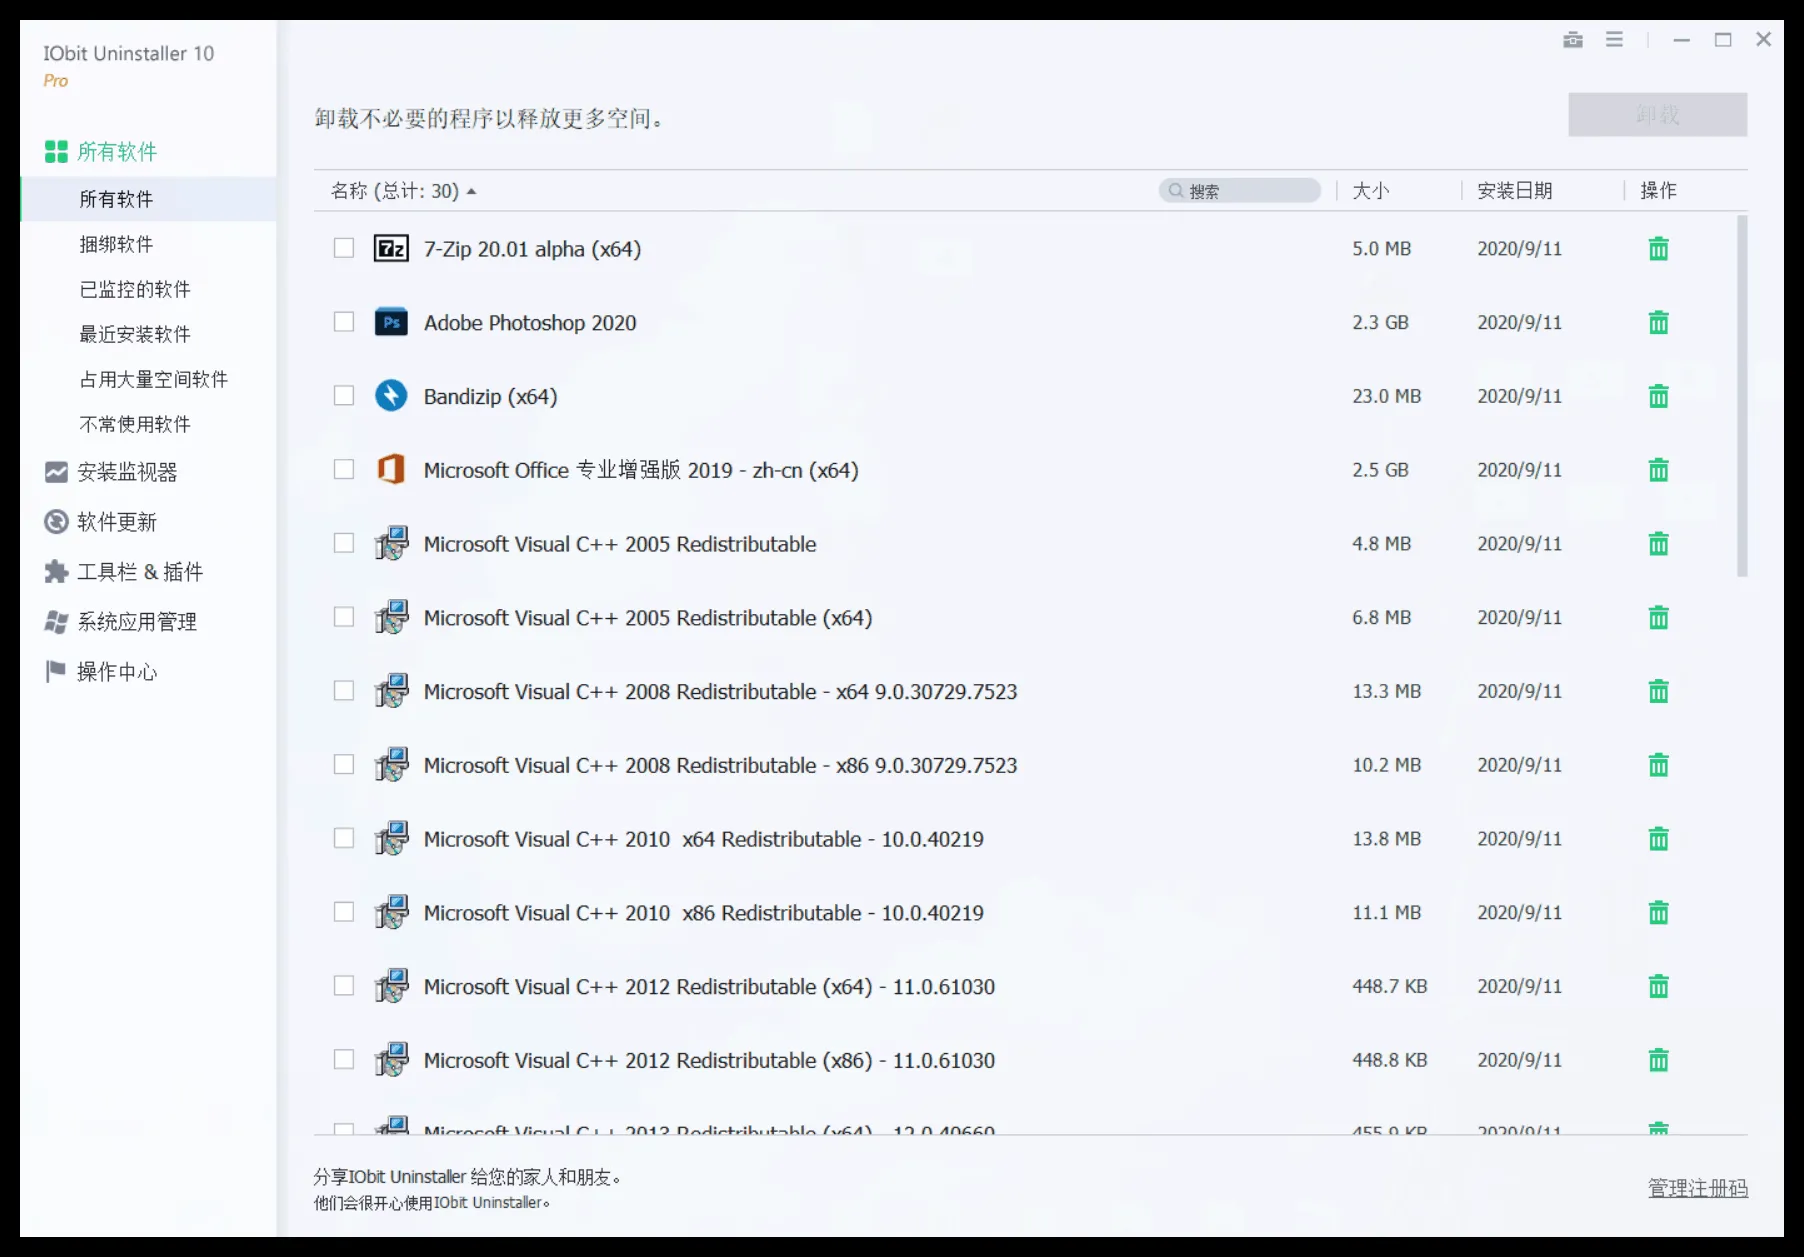 IObit Uninstaller 10
Pro
所有软件
所有软件
捆绑软件
已监控的软件
最近安装软件
占用大量空间软件
不常使用软件
安装监视器
软件更新
工具栏 & 插件
系统应用管理
操作中心
卸载不必要的程序以释放更多空间。
卸载
名称 (总计: 30) 搜索 大小 安装日期 操作
7-Zip 20.01 alpha (x64) 5.0 MB 2020/9/11
Adobe Photoshop 2020 2.3 GB 2020/9/11
Bandizip (x64) 23.0 MB 2020/9/11
Microsoft Office 专业增强版 2019 - zh-cn (x64) 2.5 GB 2020/9/11
Microsoft Visual C++ 2005 Redistributable 4.8 MB 2020/9/11
Microsoft Visual C++ 2005 Redistributable (x64) 6.8 MB 2020/9/11
Microsoft Visual C++ 2008 Redistributable - x64 9.0.30729.7523 13.3 MB 2020/9/11
Microsoft Visual C++ 2008 Redistributable - x86 9.0.30729.7523 10.2 MB 2020/9/11
Microsoft Visual C++ 2010  x64 Redistributable - 10.0.40219 13.8 MB 2020/9/11
Microsoft Visual C++ 2010  x86 Redistributable - 10.0.40219 11.1 MB 2020/9/11
Microsoft Visual C++ 2012 Redistributable (x64) - 11.0.61030 448.7 KB 2020/9/11
Microsoft Visual C++ 2012 Redistributable (x86) - 11.0.61030 448.8 KB 2020/9/11
Microsoft Visual C++ 2013 Redistributable (x64) - 12.0.40660 455.9 KB 2020/9/11
分享IObit Uninstaller 给您的家人和朋友。
他们会很开心使用IObit Uninstaller。
管理注册码